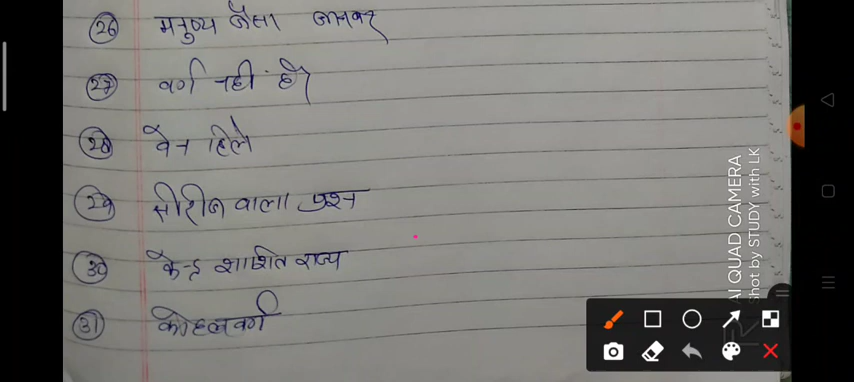 26 मनुष्य जैसा जानवर
27 वर्ग नही है।
28 वेन हिले
29 सीरीज वाला प्रश्न
30 केन्द्र शाषित राज्य
31 कोहलवर्ग
AI QUAD CAMERA
Shot by STUDY with LK